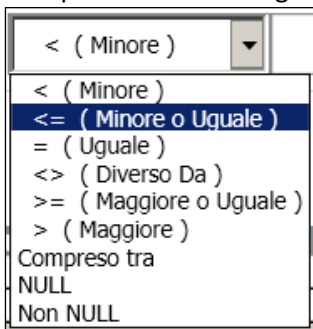 < ( Minore )
< ( Minore )
<= ( Minore o Uguale )
= ( Uguale )
<> ( Diverso Da )
>= ( Maggiore o Uguale )
> ( Maggiore )
Compreso tra
NULL
Non NULL